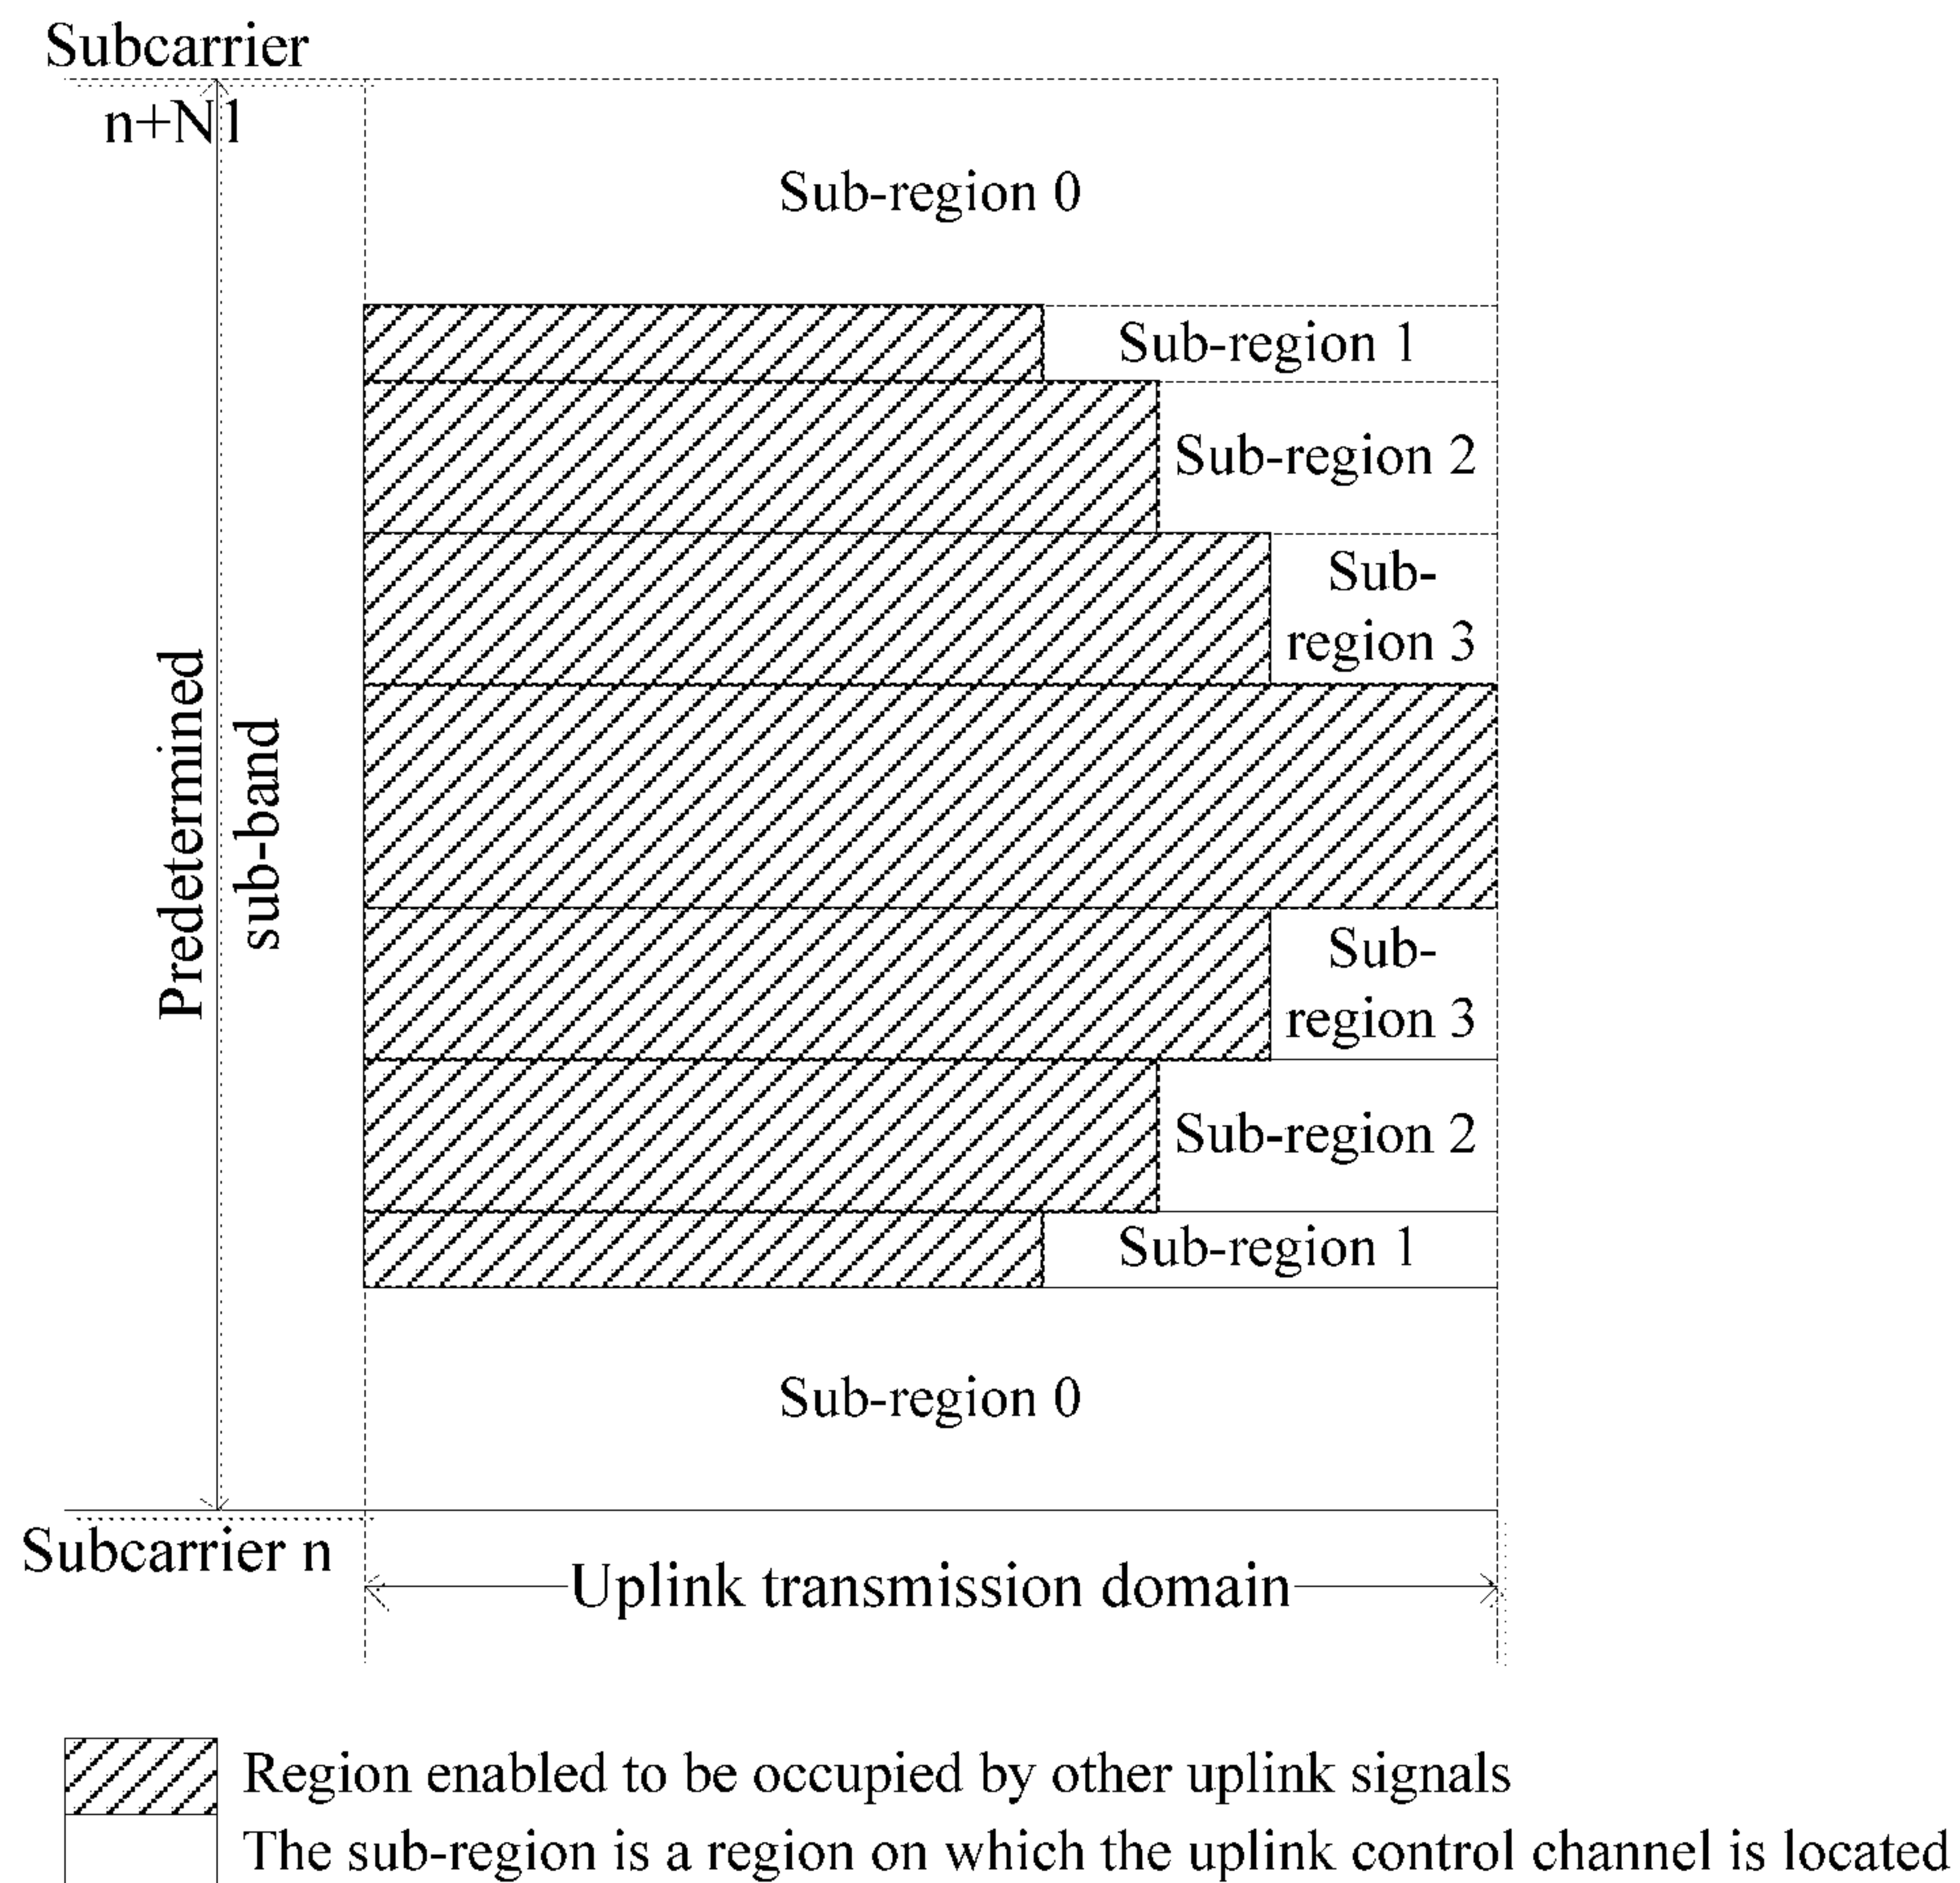 Subcarrier
n+N1
Sub-region 0
Sub-region 1
Sub-region 2
Sub-
region 3
Predetermined
sub-band
Sub-
region 3
Sub-region 2
Sub-region 1
Sub-region 0
Subcarrier n
Uplink transmission domain
Region enabled to be occupied by other uplink signals
The sub-region is a region on which the uplink control channel is located